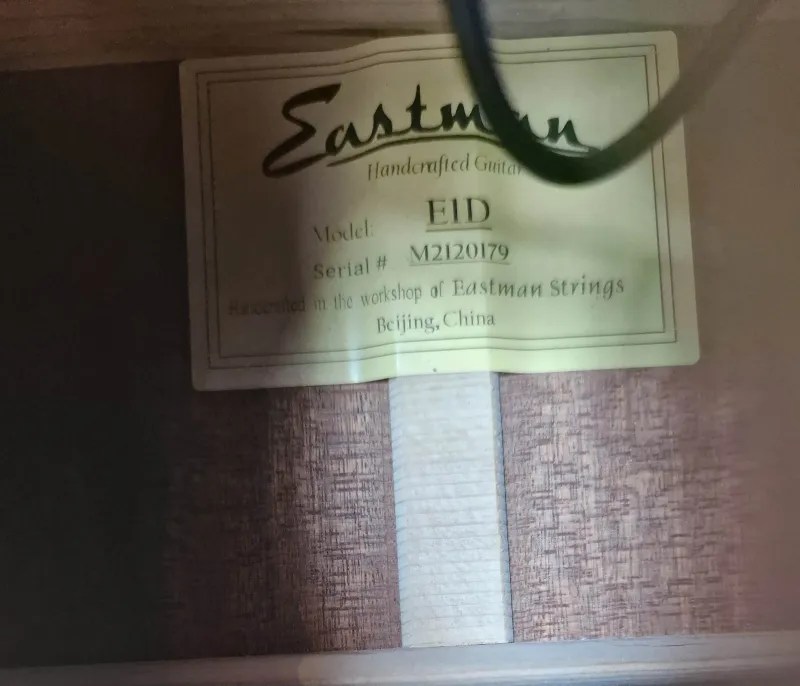 Eastman
Handcrafted Guitar
Model: E1D
Serial # M2120179
Handcrafted in the workshop of Eastman Strings
Beijing, China